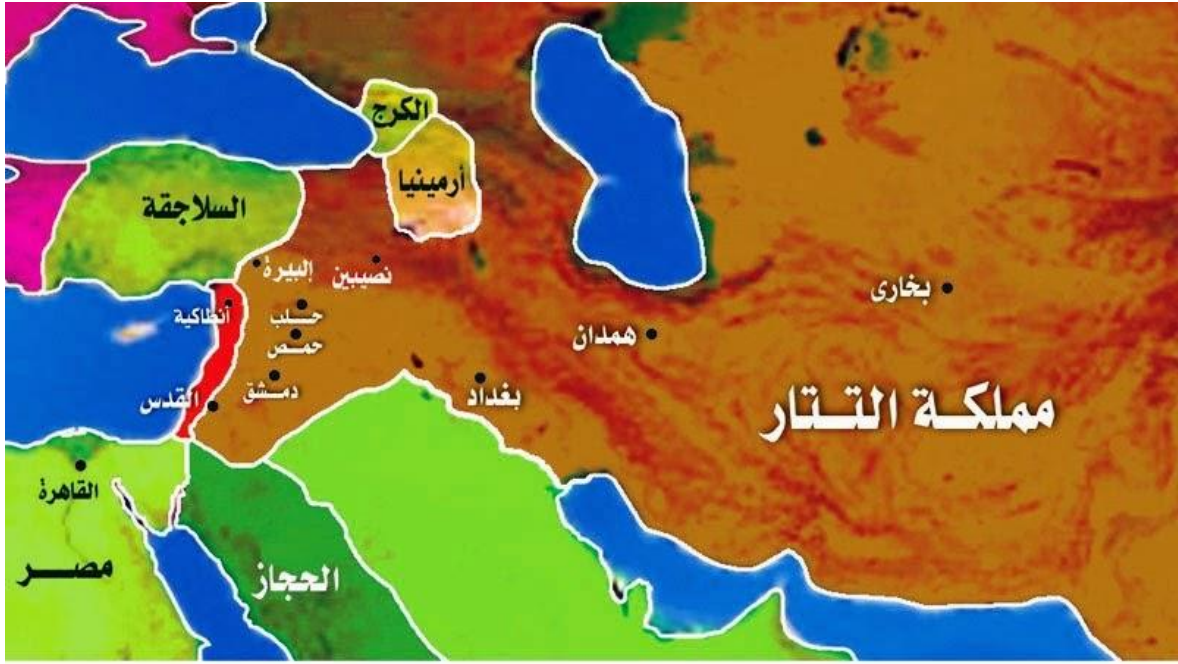 الكرج
أرمينيا
السلاجقة
البيرة
نصيبين
أنطاكية
حلب
حمص
دمشق
القدس
بغداد
همدان
بخارى
مملكة التتار
القاهرة
مصر
الحجاز